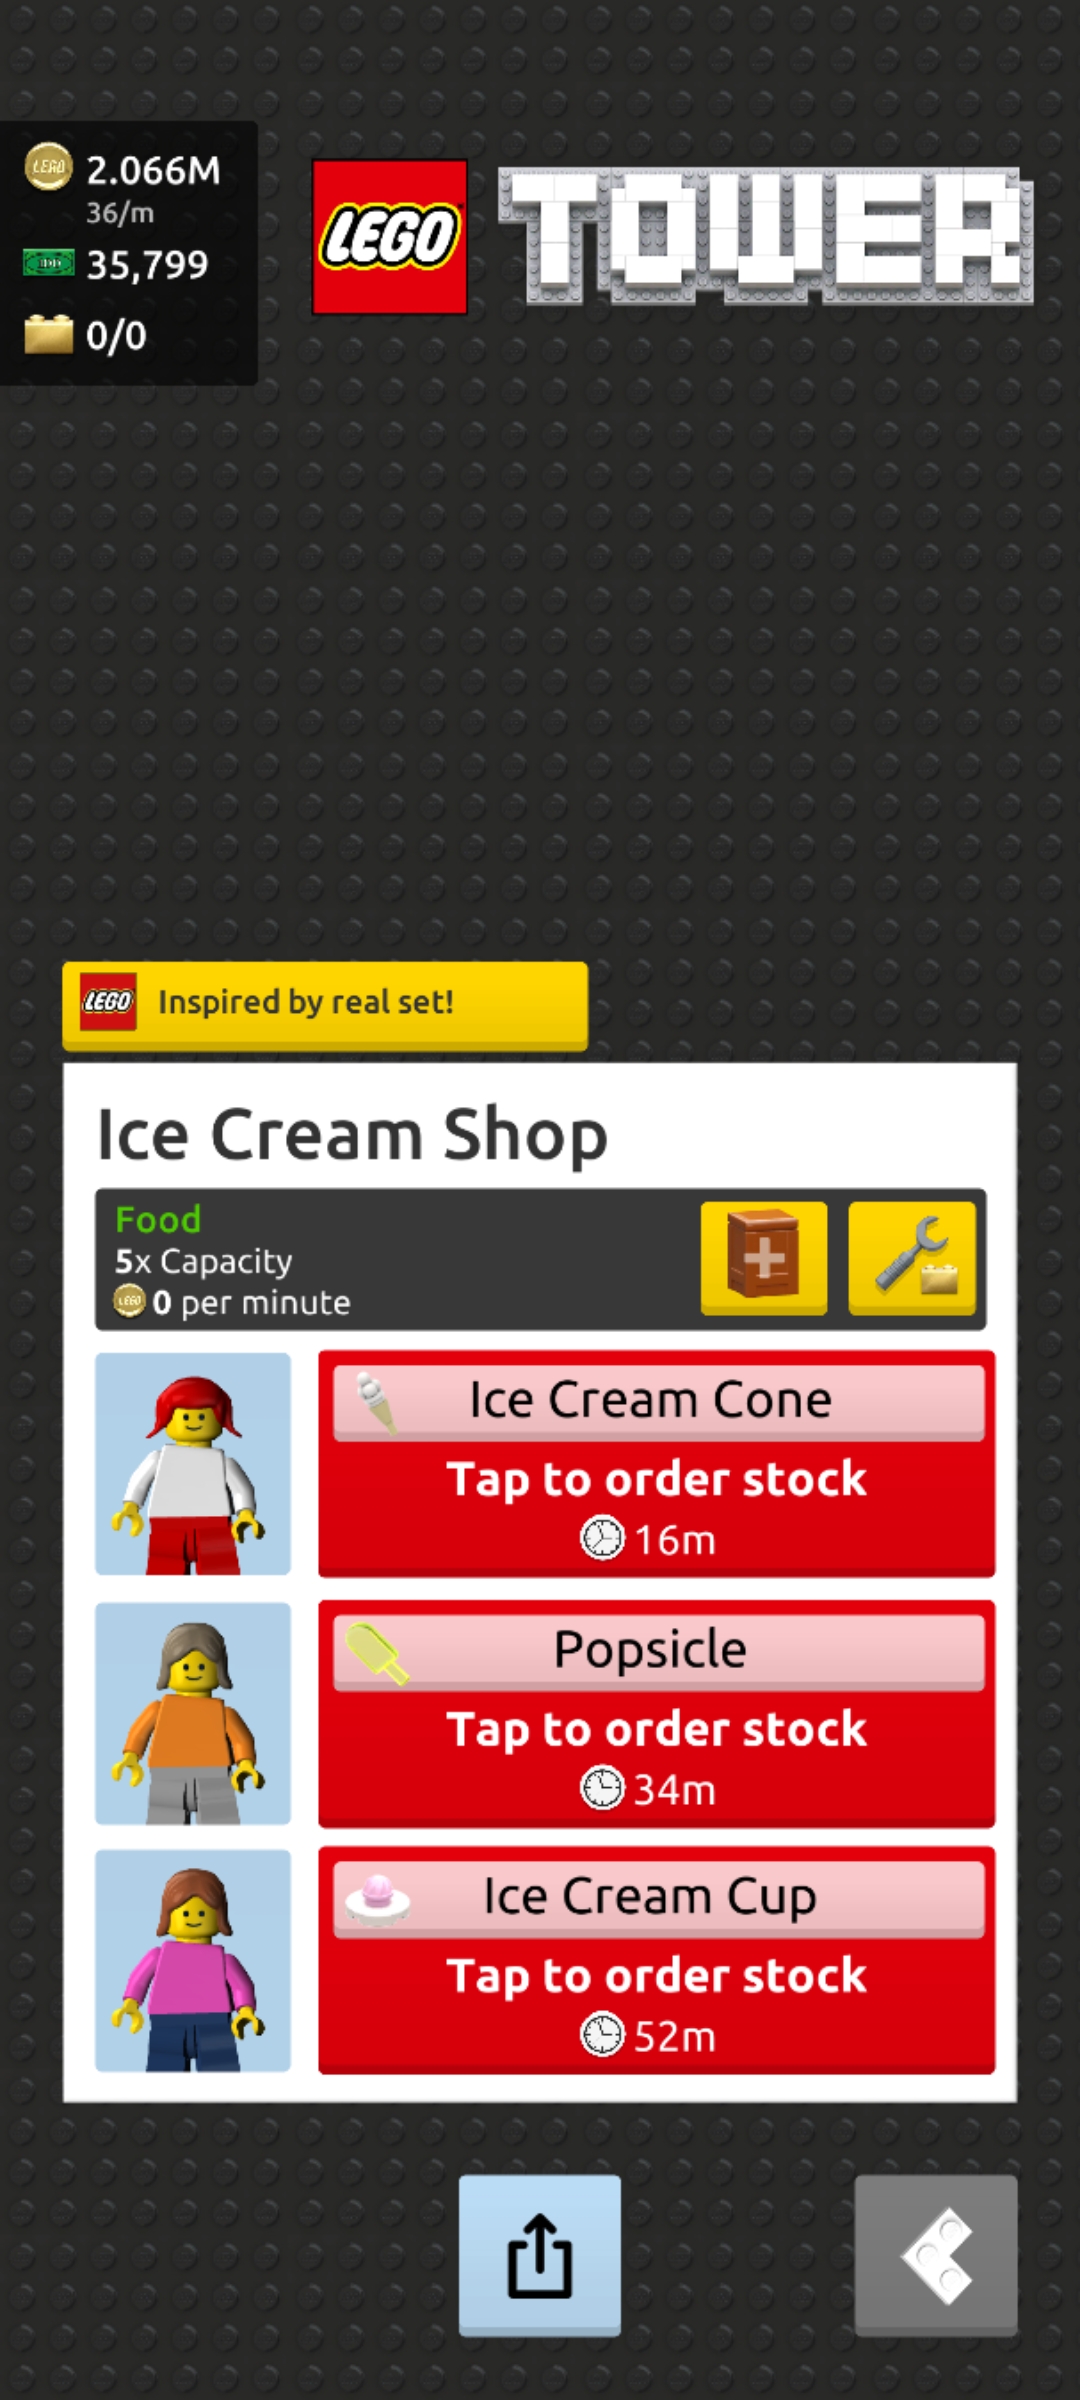 2.066M
36/m
35,799
0/0
LEGO
TOWER
LEGO Inspired by real set!
Ice Cream Shop
Food
5x Capacity
0 per minute
Ice Cream Cone
Tap to order stock
16m
Popsicle
Tap to order stock
34m
Ice Cream Cup
Tap to order stock
52m